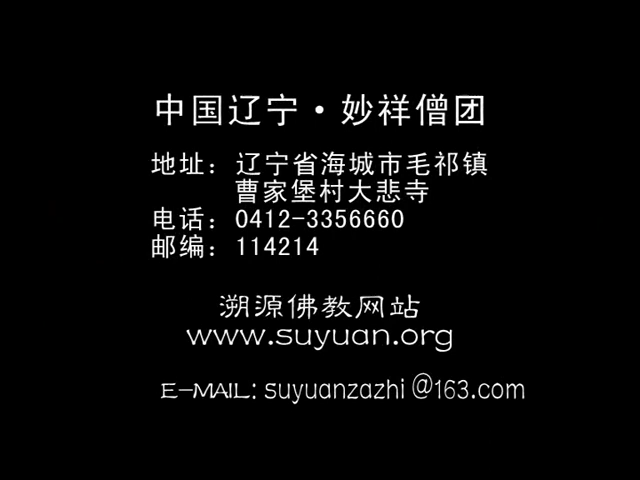 中国辽宁·妙祥僧团
地址：辽宁省海城市毛祁镇
曹家堡村大悲寺
电话：0412-3356660
邮编：114214
溯源佛教网站
www.suyuan.org
E-MAIL: suyuanzazhi@163.com